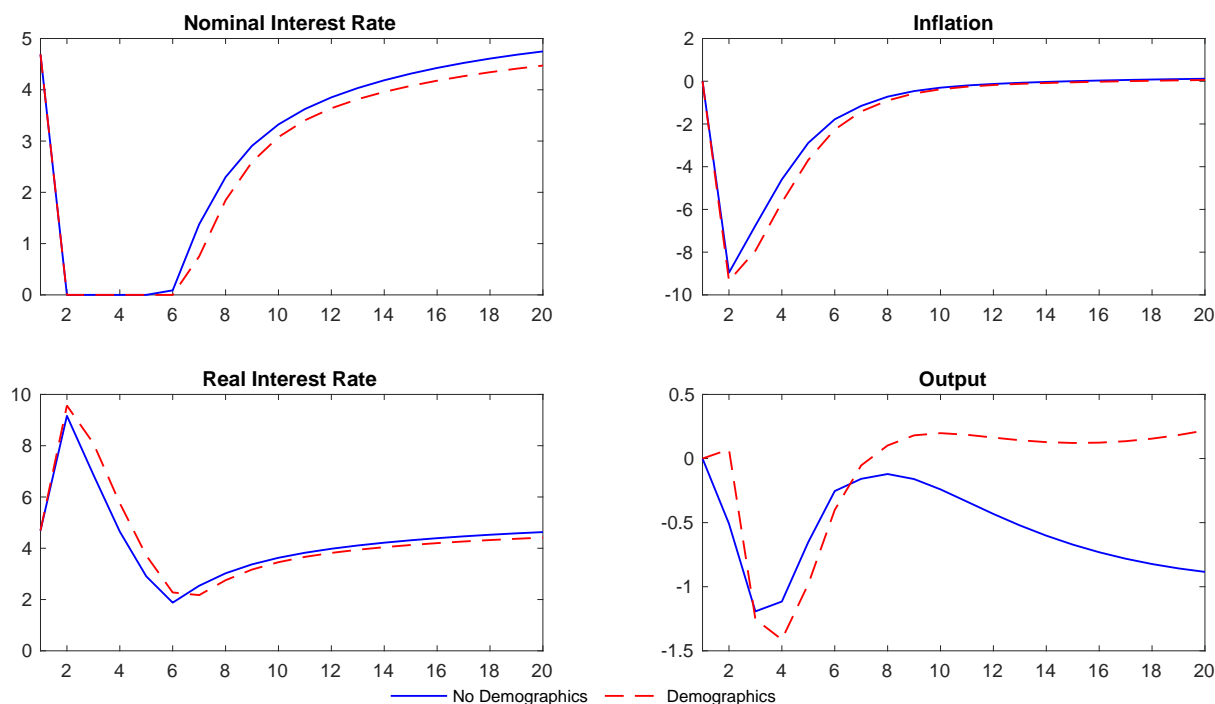 Nominal Interest Rate
5
4
3
2
1
0
2 4 6 8 10 12 14 16 18 20
Inflation
2
0
-2
-4
-6
-8
-10
2 4 6 8 10 12 14 16 18 20
Real Interest Rate
10
8
6
4
2
0
2 4 6 8 10 12 14 16 18 20
Output
0.5
0
-0.5
-1
-1.5
2 4 6 8 10 12 14 16 18 20
No Demographics Demographics